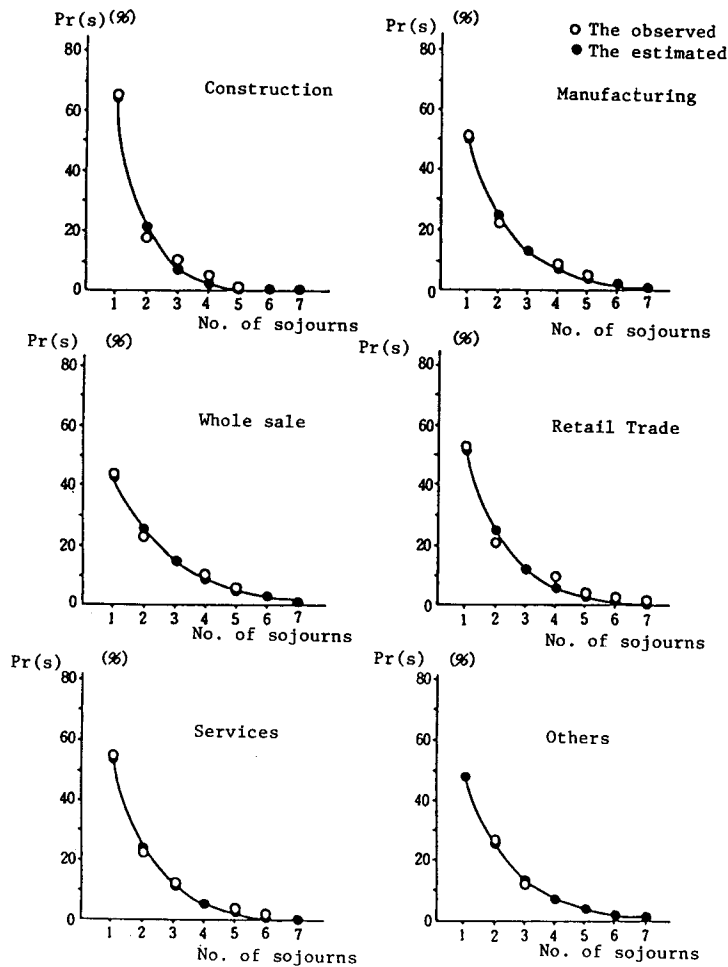 Pr(s) (%)
80
60
40
20
0
1 2 3 4 5 6 7
No. of sojourns
Construction
Pr(s) (%)
80
60
40
20
0
1 2 3 4 5 6 7
No. of sojourns
Manufacturing
The observed
The estimated
Pr(s) (%)
80
60
40
20
0
1 2 3 4 5 6 7
No. of sojourns
Whole sale
Pr(s) (%)
80
60
40
20
0
1 2 3 4 5 6 7
No. of sojourns
Retail Trade
Pr(s) (%)
80
60
40
20
0
1 2 3 4 5 6 7
No. of sojourns
Services
Pr(s) (%)
80
60
40
20
0
1 2 3 4 5 6 7
No. of sojourns
Others